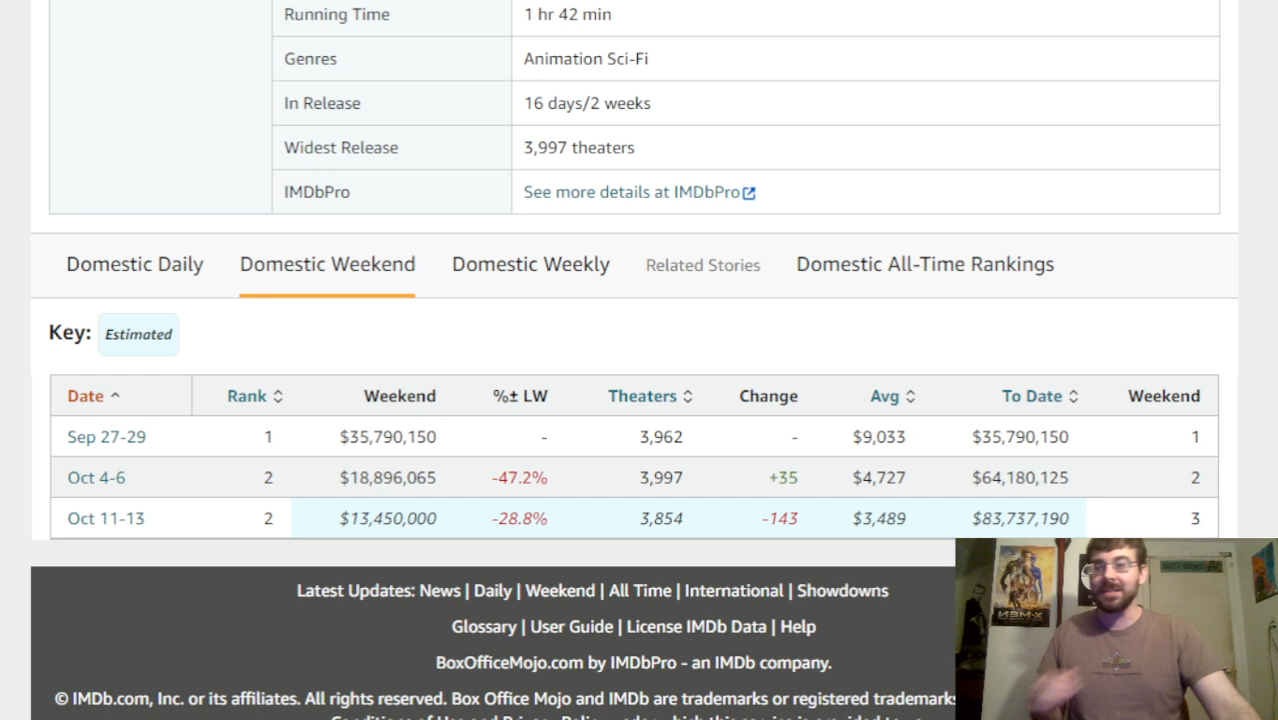 Running Time 1 hr 42 min
Genres Animation Sci-Fi
In Release 16 days/2 weeks
Widest Release 3,997 theaters
IMDbPro See more details at IMDbPro
Domestic Daily Domestic Weekend Domestic Weekly Related Stories Domestic All-Time Rankings
Key: Estimated
Date Rank Weekend %± LW Theaters Change Avg To Date Weekend
Sep 27-29 1 $35,790,150 - 3,962 - $9,033 $35,790,150 1
Oct 4-6 2 $18,896,065 -47.2% 3,997 +35 $4,727 $64,180,125 2
Oct 11-13 2 $13,450,000 -28.8% 3,854 -143 $3,489 $83,737,190 3
Latest Updates: News | Daily | Weekend | All Time | International | Showdowns
Glossary | User Guide | License IMDb Data | Help
BoxOfficeMojo.com by IMDbPro - an IMDb company.
© IMDb.com, Inc. or its affiliates. All rights reserved. Box Office Mojo and IMDb are trademarks or registered trademarks
X-MEN